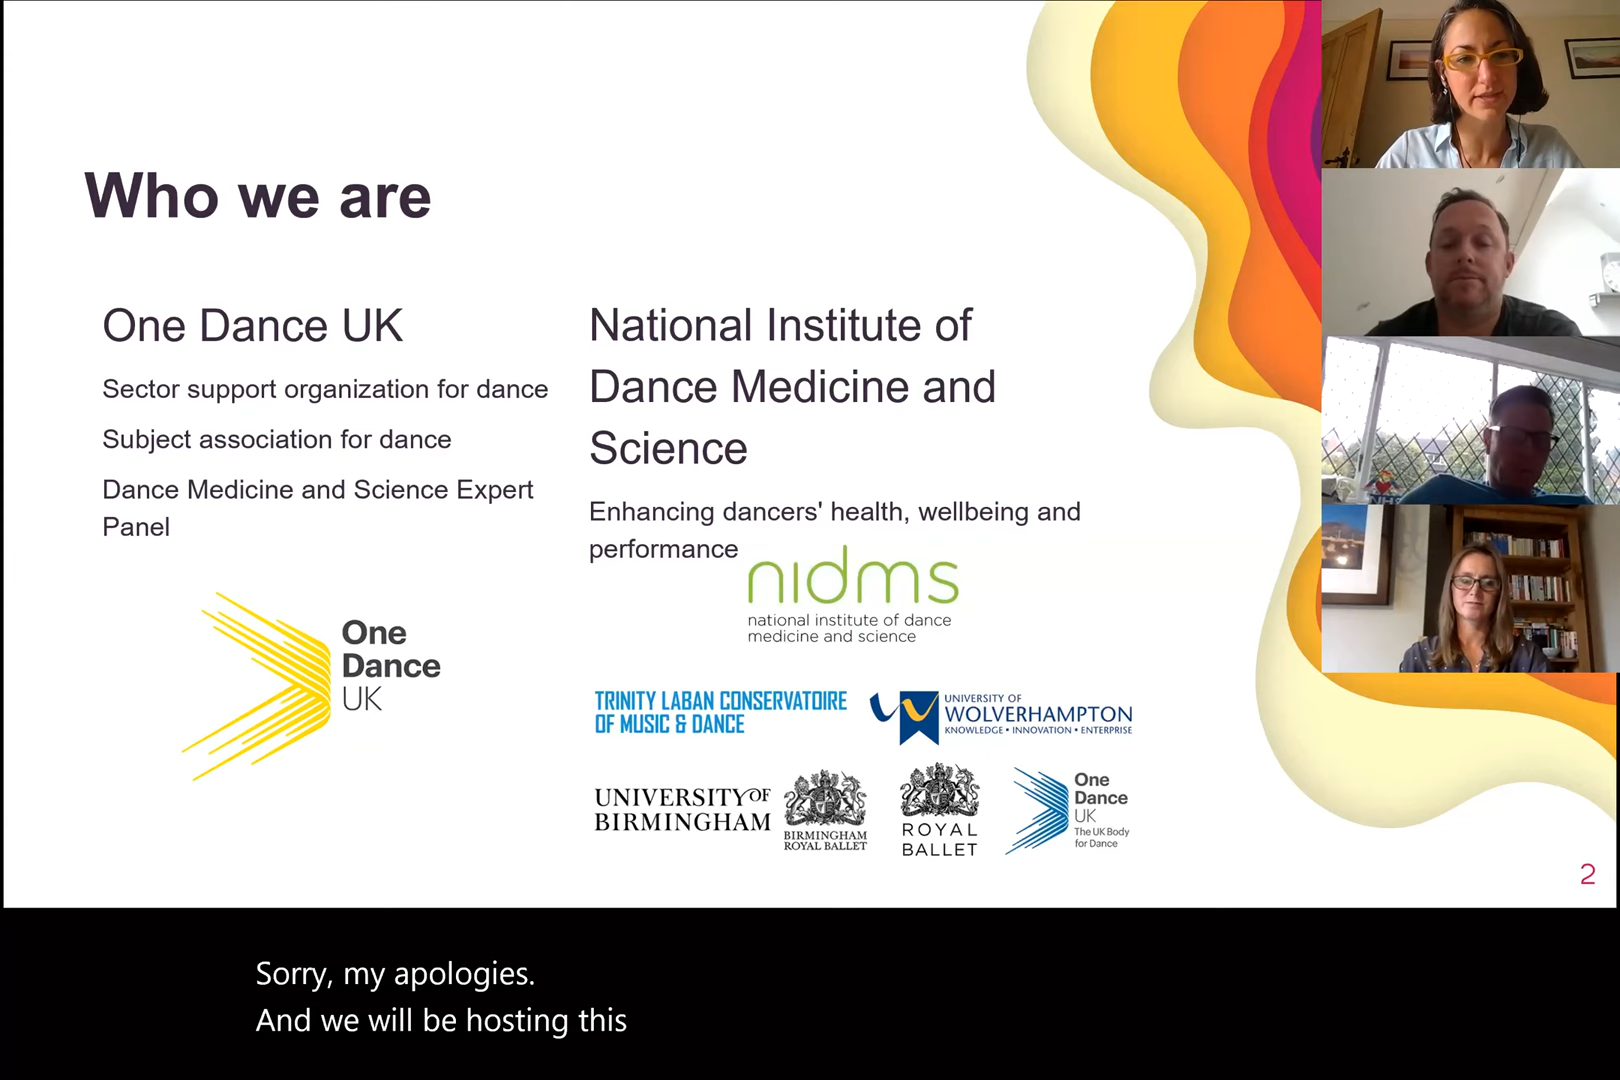 Who we are
One Dance UK
Sector support organization for dance
Subject association for dance
Dance Medicine and Science Expert
Panel
One
Dance
UK
National Institute of
Dance Medicine and
Science
Enhancing dancers' health, wellbeing and
performance
nidms
national institute of dance
medicine and science
TRINITY LABAN CONSERVATOIRE
OF MUSIC & DANCE
UNIVERSITY OF
WOLVERHAMPTON
KNOWLEDGE • INNOVATION • ENTERPRISE
UNIVERSITY OF
BIRMINGHAM
BIRMINGHAM
ROYAL BALLET
ROYAL
BALLET
One
Dance
UK
The UK Body
for Dance
NHS
2
Sorry, my apologies.
And we will be hosting this